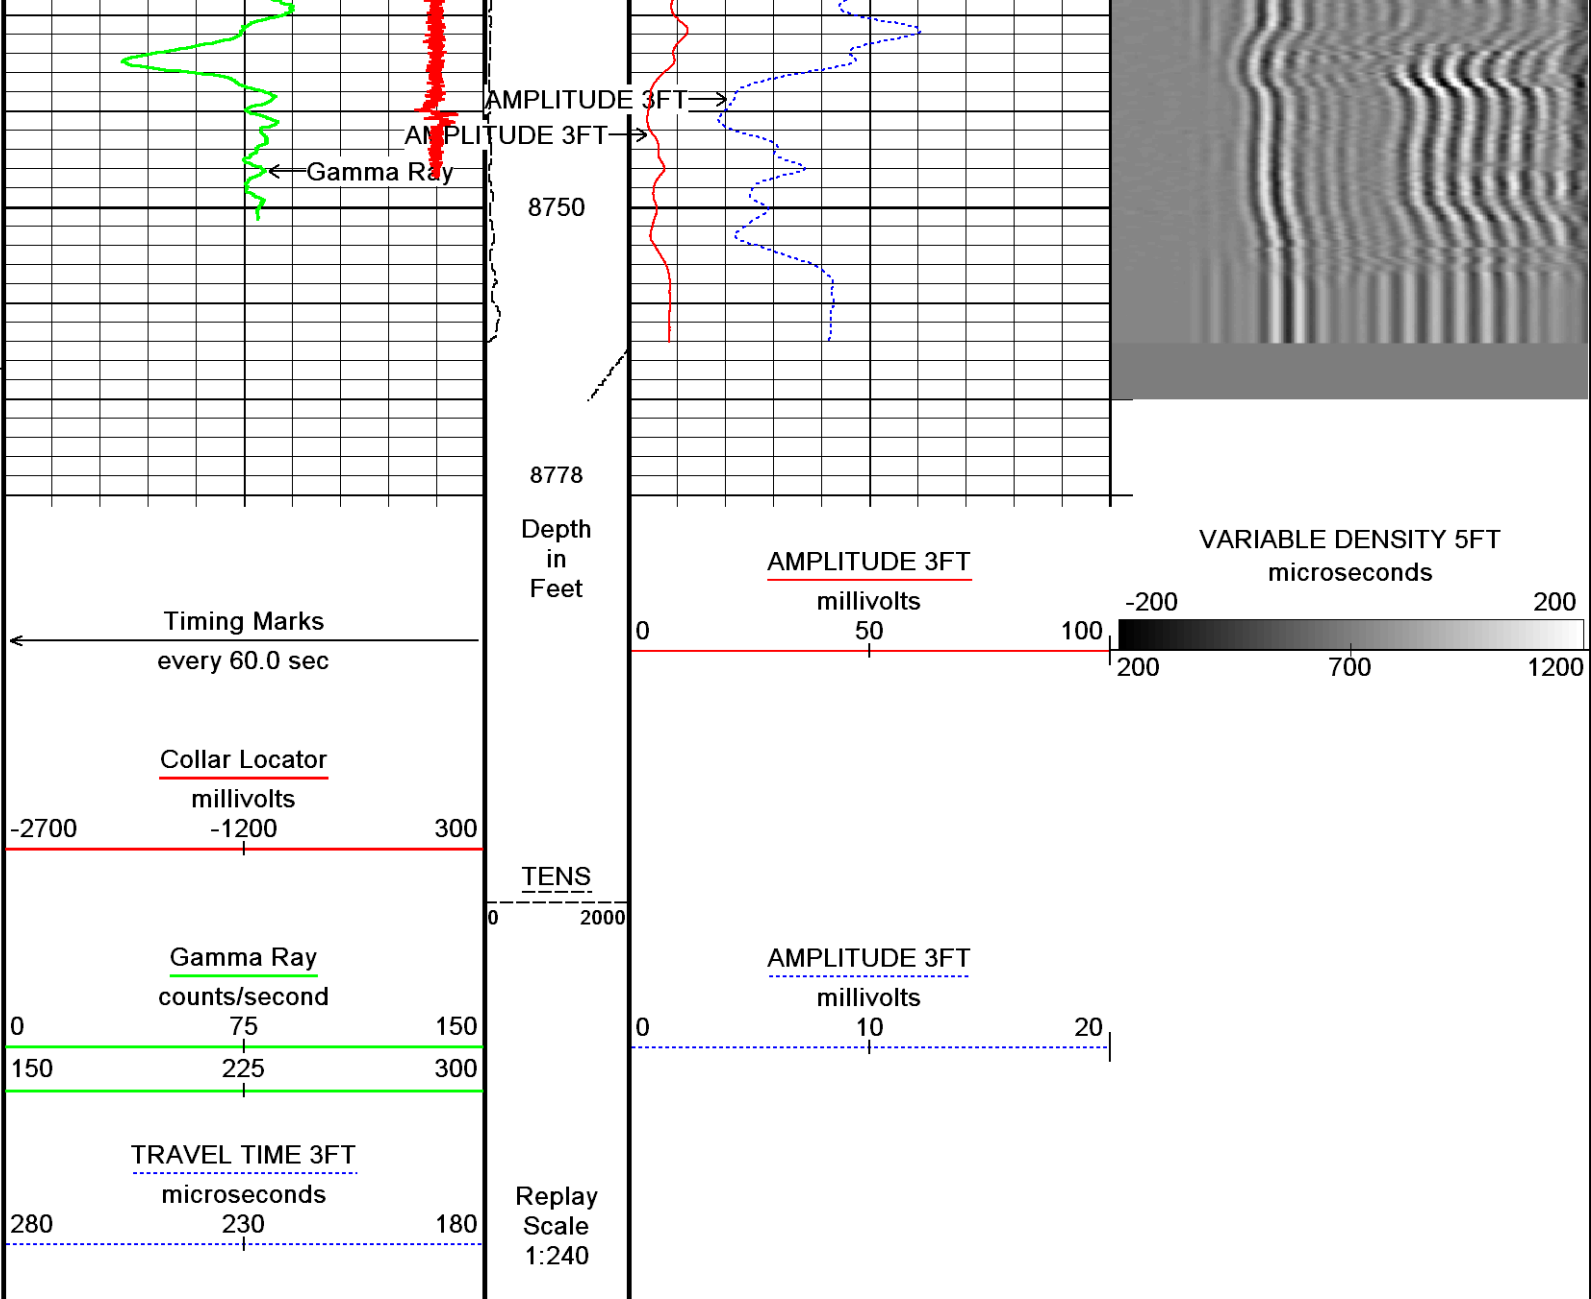 AMPLITUDE 3FT
AMPLITUDE 3FT
Gamma Ray
8750
8778
Depth
in
Feet
Timing Marks
every 60.0 sec
Collar Locator
millivolts
-2700 -1200 300
Gamma Ray
counts/second
0 75 150
150 225 300
TRAVEL TIME 3FT
microseconds
280 230 180
TENS
0 2000
Replay
Scale
1:240
AMPLITUDE 3FT
millivolts
0 50 100
AMPLITUDE 3FT
millivolts
0 10 20
VARIABLE DENSITY 5FT
microseconds
-200 200
200 700 1200